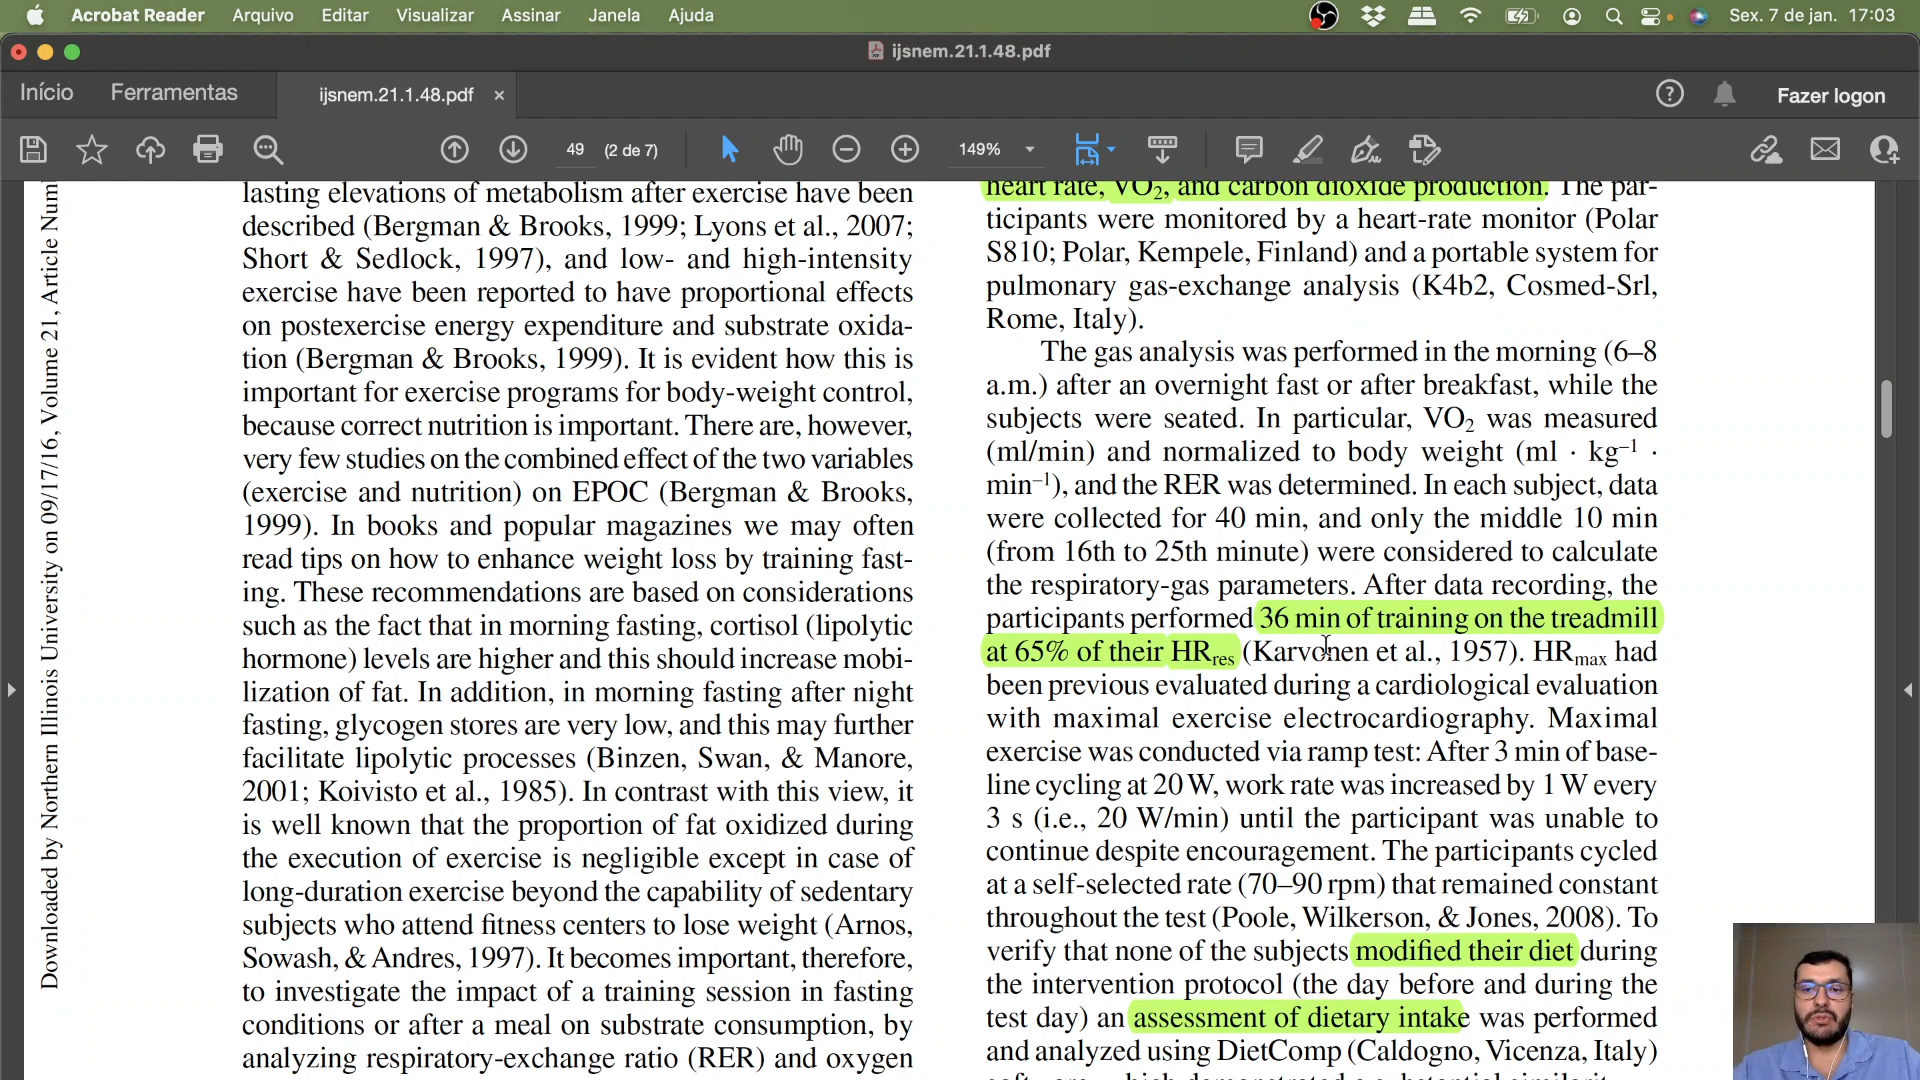 Acrobat Reader Arquivo Editar Visualizar Assinar Janela Ajuda Sex. 7 de jan. 17:03
ijsnem.21.1.48.pdf
Início Ferramentas ijsnem.21.1.48.pdf × Fazer logon
49 (2 de 7) 149%
Downloaded by Northern Illinois University on 09/17/16, Volume 21, Article Num
lasting elevations of metabolism after exercise have been
described (Bergman & Brooks, 1999; Lyons et al., 2007;
Short & Sedlock, 1997), and low- and high-intensity
exercise have been reported to have proportional effects
on postexercise energy expenditure and substrate oxida-
tion (Bergman & Brooks, 1999). It is evident how this is
important for exercise programs for body-weight control,
because correct nutrition is important. There are, however,
very few studies on the combined effect of the two variables
(exercise and nutrition) on EPOC (Bergman & Brooks,
1999). In books and popular magazines we may often
read tips on how to enhance weight loss by training fast-
ing. These recommendations are based on considerations
such as the fact that in morning fasting, cortisol (lipolytic
hormone) levels are higher and this should increase mobi-
lization of fat. In addition, in morning fasting after night
fasting, glycogen stores are very low, and this may further
facilitate lipolytic processes (Binzen, Swan, & Manore,
2001; Koivisto et al., 1985). In contrast with this view, it
is well known that the proportion of fat oxidized during
the execution of exercise is negligible except in case of
long-duration exercise beyond the capability of sedentary
subjects who attend fitness centers to lose weight (Arnos,
Sowash, & Andres, 1997). It becomes important, therefore,
to investigate the impact of a training session in fasting
conditions or after a meal on substrate consumption, by
analyzing respiratory-exchange ratio (RER) and oxygen
heart rate, VO₂, and carbon dioxide production. The par-
ticipants were monitored by a heart-rate monitor (Polar
S810; Polar, Kempele, Finland) and a portable system for
pulmonary gas-exchange analysis (K4b2, Cosmed-Srl,
Rome, Italy).
The gas analysis was performed in the morning (6–8
a.m.) after an overnight fast or after breakfast, while the
subjects were seated. In particular, VO₂ was measured
(ml/min) and normalized to body weight (ml · kg⁻¹ ·
min⁻¹), and the RER was determined. In each subject, data
were collected for 40 min, and only the middle 10 min
(from 16th to 25th minute) were considered to calculate
the respiratory-gas parameters. After data recording, the
participants performed 36 min of training on the treadmill
at 65% of their HRres (Karvonen et al., 1957). HRmax had
been previous evaluated during a cardiological evaluation
with maximal exercise electrocardiography. Maximal
exercise was conducted via ramp test: After 3 min of base-
line cycling at 20 W, work rate was increased by 1 W every
3 s (i.e., 20 W/min) until the participant was unable to
continue despite encouragement. The participants cycled
at a self-selected rate (70–90 rpm) that remained constant
throughout the test (Poole, Wilkerson, & Jones, 2008). To
verify that none of the subjects modified their diet during
the intervention protocol (the day before and during the
test day) an assessment of dietary intake was performed
and analyzed using DietComp (Caldogno, Vicenza, Italy)